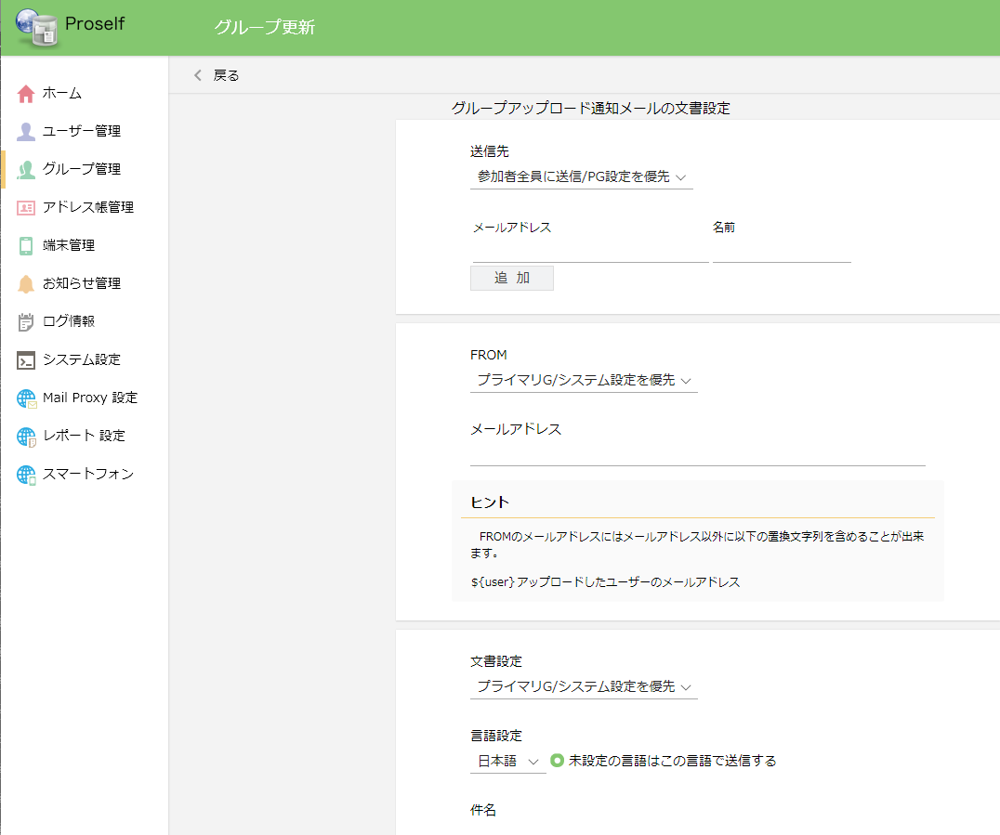 Proself
グループ更新
戻る
ホーム
ユーザー管理
グループ管理
アドレス帳管理
端末管理
お知らせ管理
ログ情報
システム設定
Mail Proxy 設定
レポート 設定
スマートフォン
グループアップロード通知メールの文書設定
送信先
参加者全員に送信/PG設定を優先
メールアドレス 名前
追 加
FROM
プライマリG/システム設定を優先
メールアドレス
ヒント
FROMのメールアドレスにはメールアドレス以外に以下の置換文字列を含めることが出来
ます。
${user} アップロードしたユーザーのメールアドレス
文書設定
プライマリG/システム設定を優先
言語設定
日本語 未設定の言語はこの言語で送信する
件名